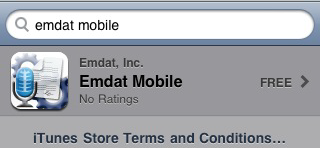 emdat mobile
Emdat, Inc.
Emdat Mobile
FREE
No Ratings
iTunes Store Terms and Conditions...